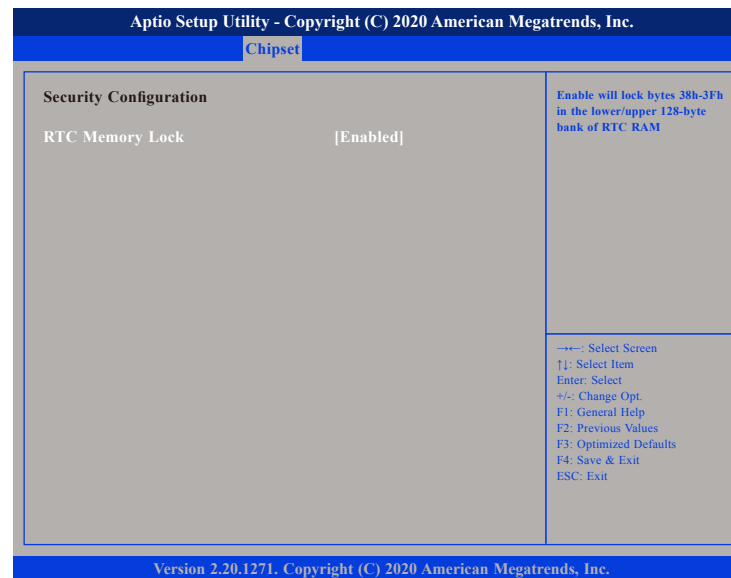 Aptio Setup Utility - Copyright (C) 2020 American Megatrends, Inc.
Chipset
Security Configuration
RTC Memory Lock [Enabled]
Enable will lock bytes 38h-3Fh
in the lower/upper 128-byte
bank of RTC RAM
→←: Select Screen
↑↓: Select Item
Enter: Select
+/-: Change Opt.
F1: General Help
F2: Previous Values
F3: Optimized Defaults
F4: Save & Exit
ESC: Exit
Version 2.20.1271. Copyright (C) 2020 American Megatrends, Inc.